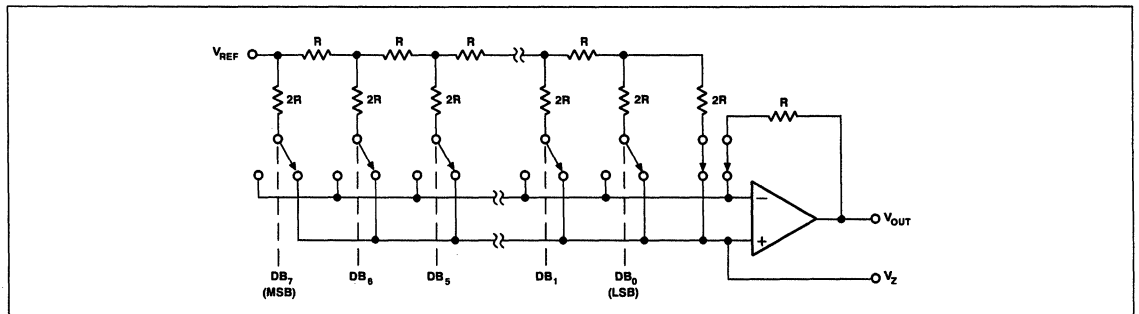 R R R R
V_REF
2R 2R 2R 2R 2R 2R R
−
+
V_OUT
V_Z
DB_7 DB_6 DB_5 DB_1 DB_0
(MSB) (LSB)